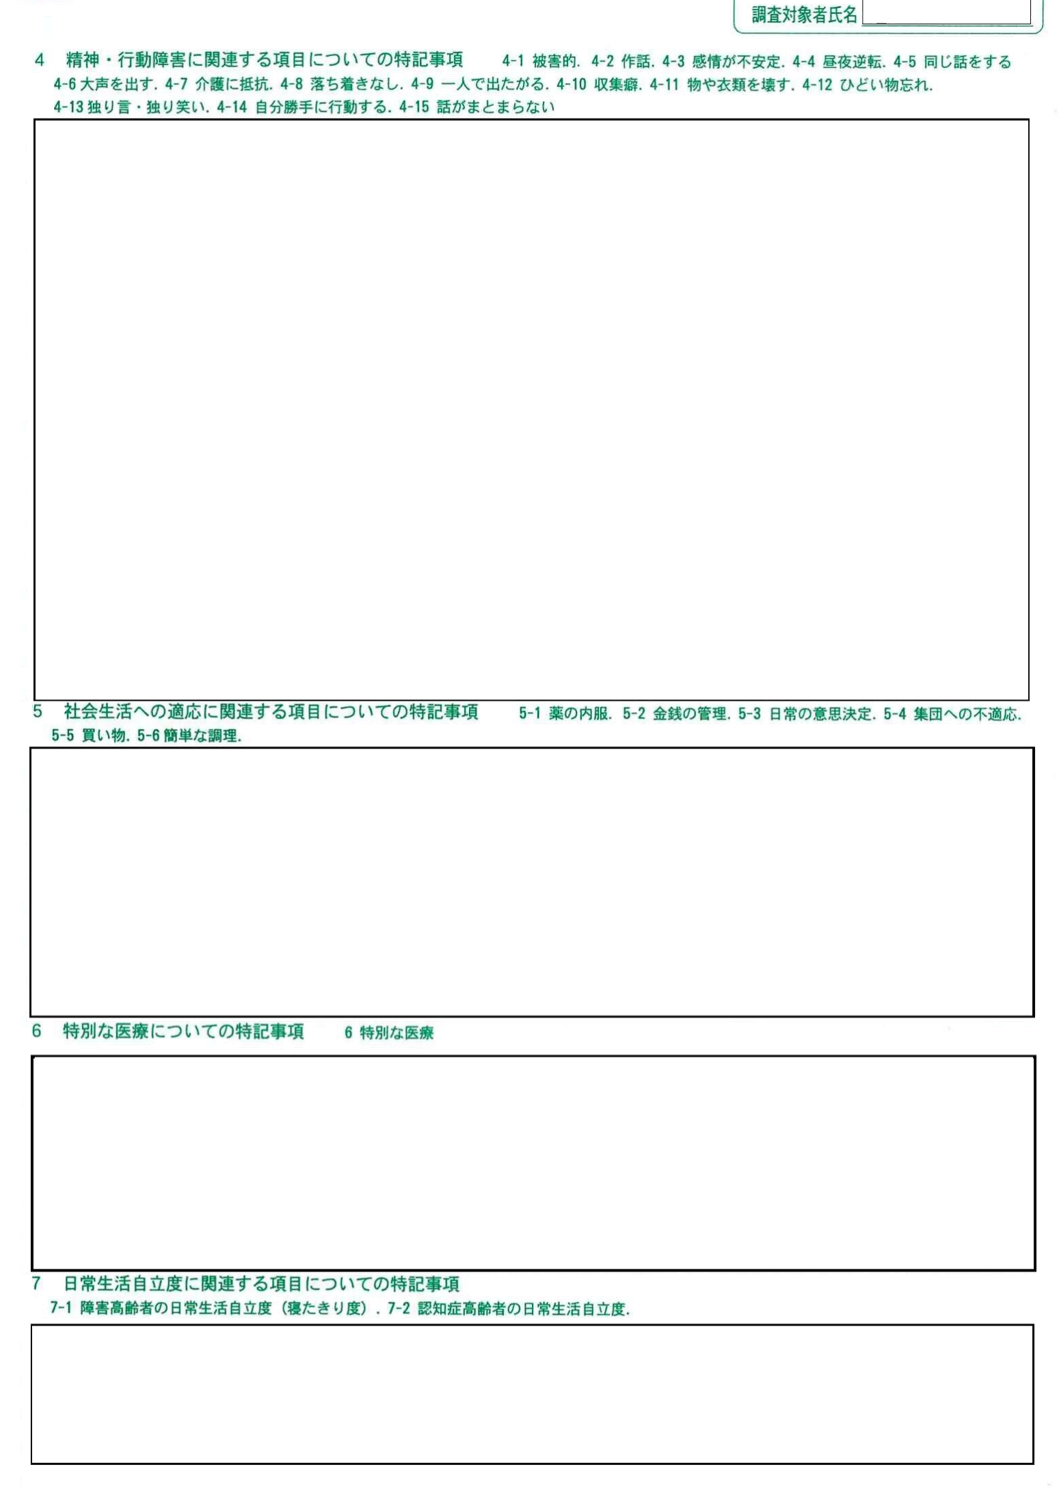 調査対象者氏名
4 精神・行動障害に関連する項目についての特記事項 4-1 被害的. 4-2 作話. 4-3 感情が不安定. 4-4 昼夜逆転. 4-5 同じ話をする
4-6 大声を出す. 4-7 介護に抵抗. 4-8 落ち着きなし. 4-9 一人で出たがる. 4-10 収集癖. 4-11 物や衣類を壊す. 4-12 ひどい物忘れ.
4-13 独り言・独り笑い. 4-14 自分勝手に行動する. 4-15 話がまとまらない
5 社会生活への適応に関連する項目についての特記事項 5-1 薬の内服. 5-2 金銭の管理. 5-3 日常の意思決定. 5-4 集団への不適応.
5-5 買い物. 5-6 簡単な調理.
6 特別な医療についての特記事項 6 特別な医療
7 日常生活自立度に関連する項目についての特記事項
7-1 障害高齢者の日常生活自立度（寝たきり度）. 7-2 認知症高齢者の日常生活自立度.